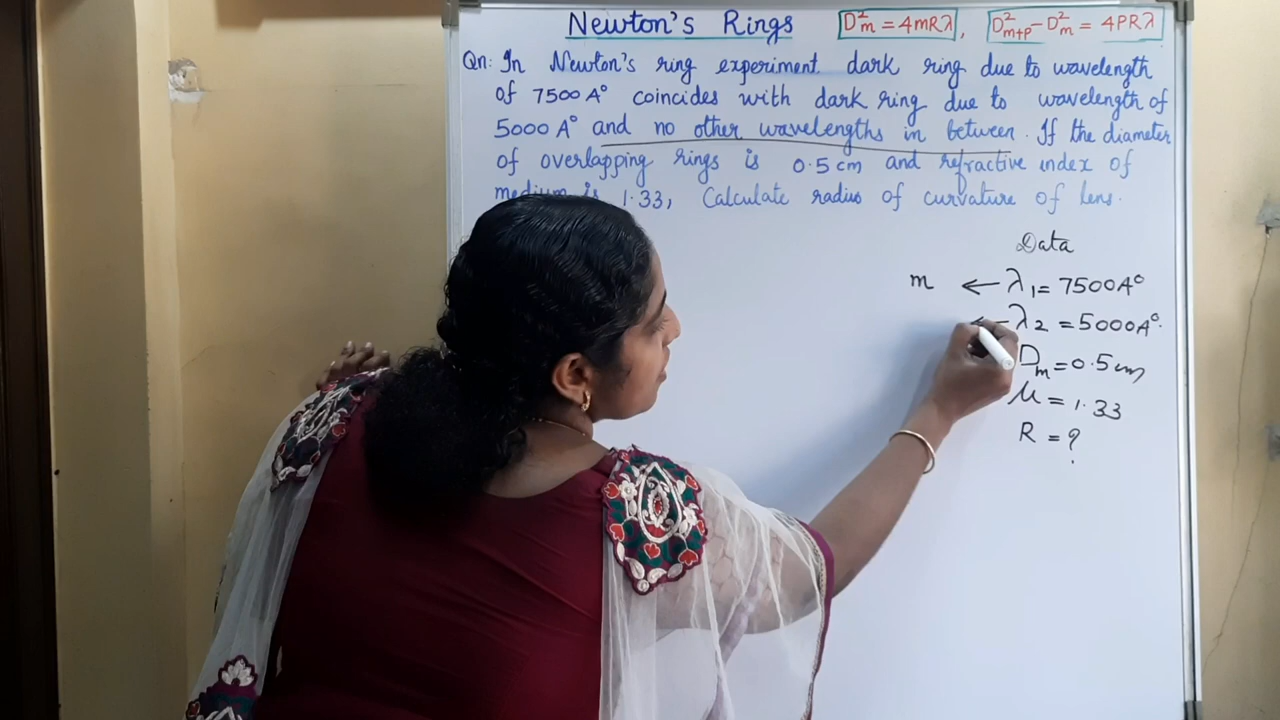 Newton's Rings D²m = 4mRλ, D²m+p - D²m = 4PRλ
Qn: In Newton's ring experiment dark ring due to wavelength
of 7500 A° coincides with dark ring due to wavelength of
5000 A° and no other wavelengths in between. If the diameter
of overlapping rings is 0.5 cm and refractive index of
medium is 1.33, Calculate radius of curvature of lens.
Data
m ← λ1 = 7500A°
← λ2 = 5000A°.
Dm = 0.5 cm
μ = 1.33
R = ?